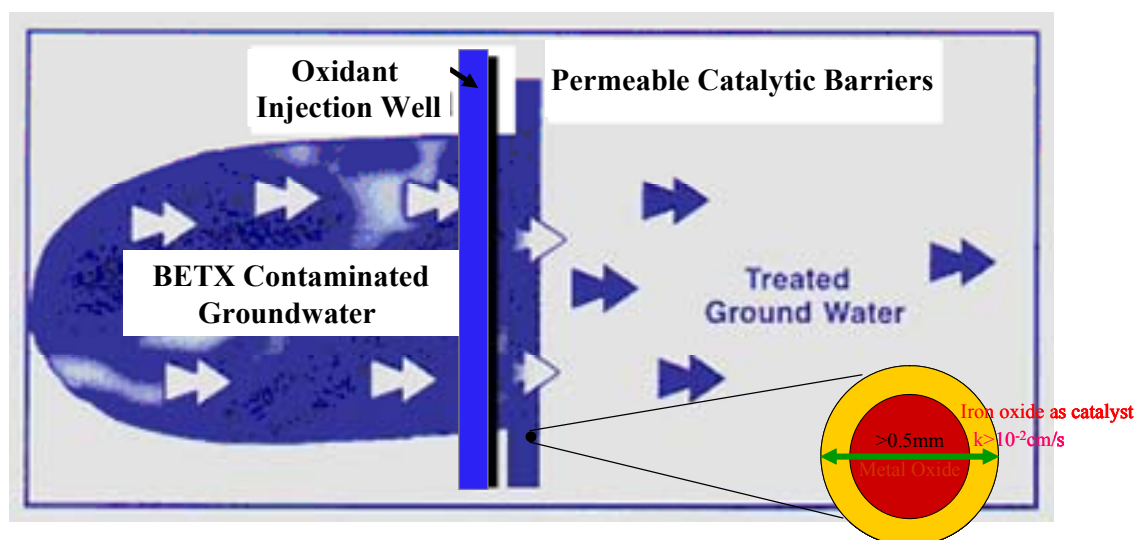 Oxidant
Injection Well
Permeable Catalytic Barriers
BETX Contaminated
Groundwater
Treated
Ground Water
Iron oxide as catalyst
>0.5mm
k>10⁻²cm/s
Metal Oxide